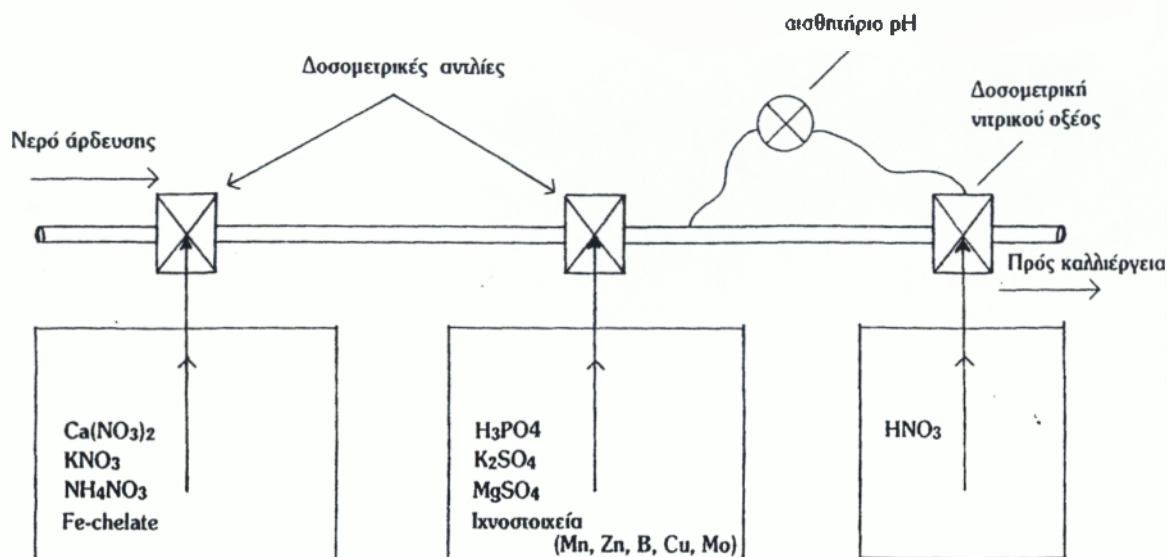 αισθητήριο pH
Δοσομετρικές αντλίες
Δοσομετρική
νιτρικού οξέος
Νερό άρδευσης
Πρός καλλιέργεια
Ca(NO3)2
KNO3
NH4NO3
Fe-chelate
H3PO4
K2SO4
MgSO4
Ιχνοστοιχεία
(Mn, Zn, B, Cu, Mo)
HNO3